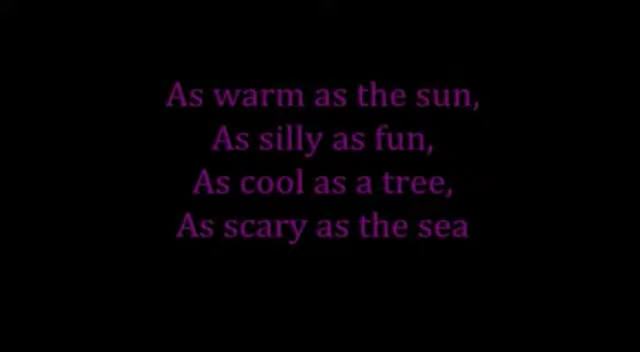 As warm as the sun,
As silly as fun,
As cool as a tree,
As scary as the sea